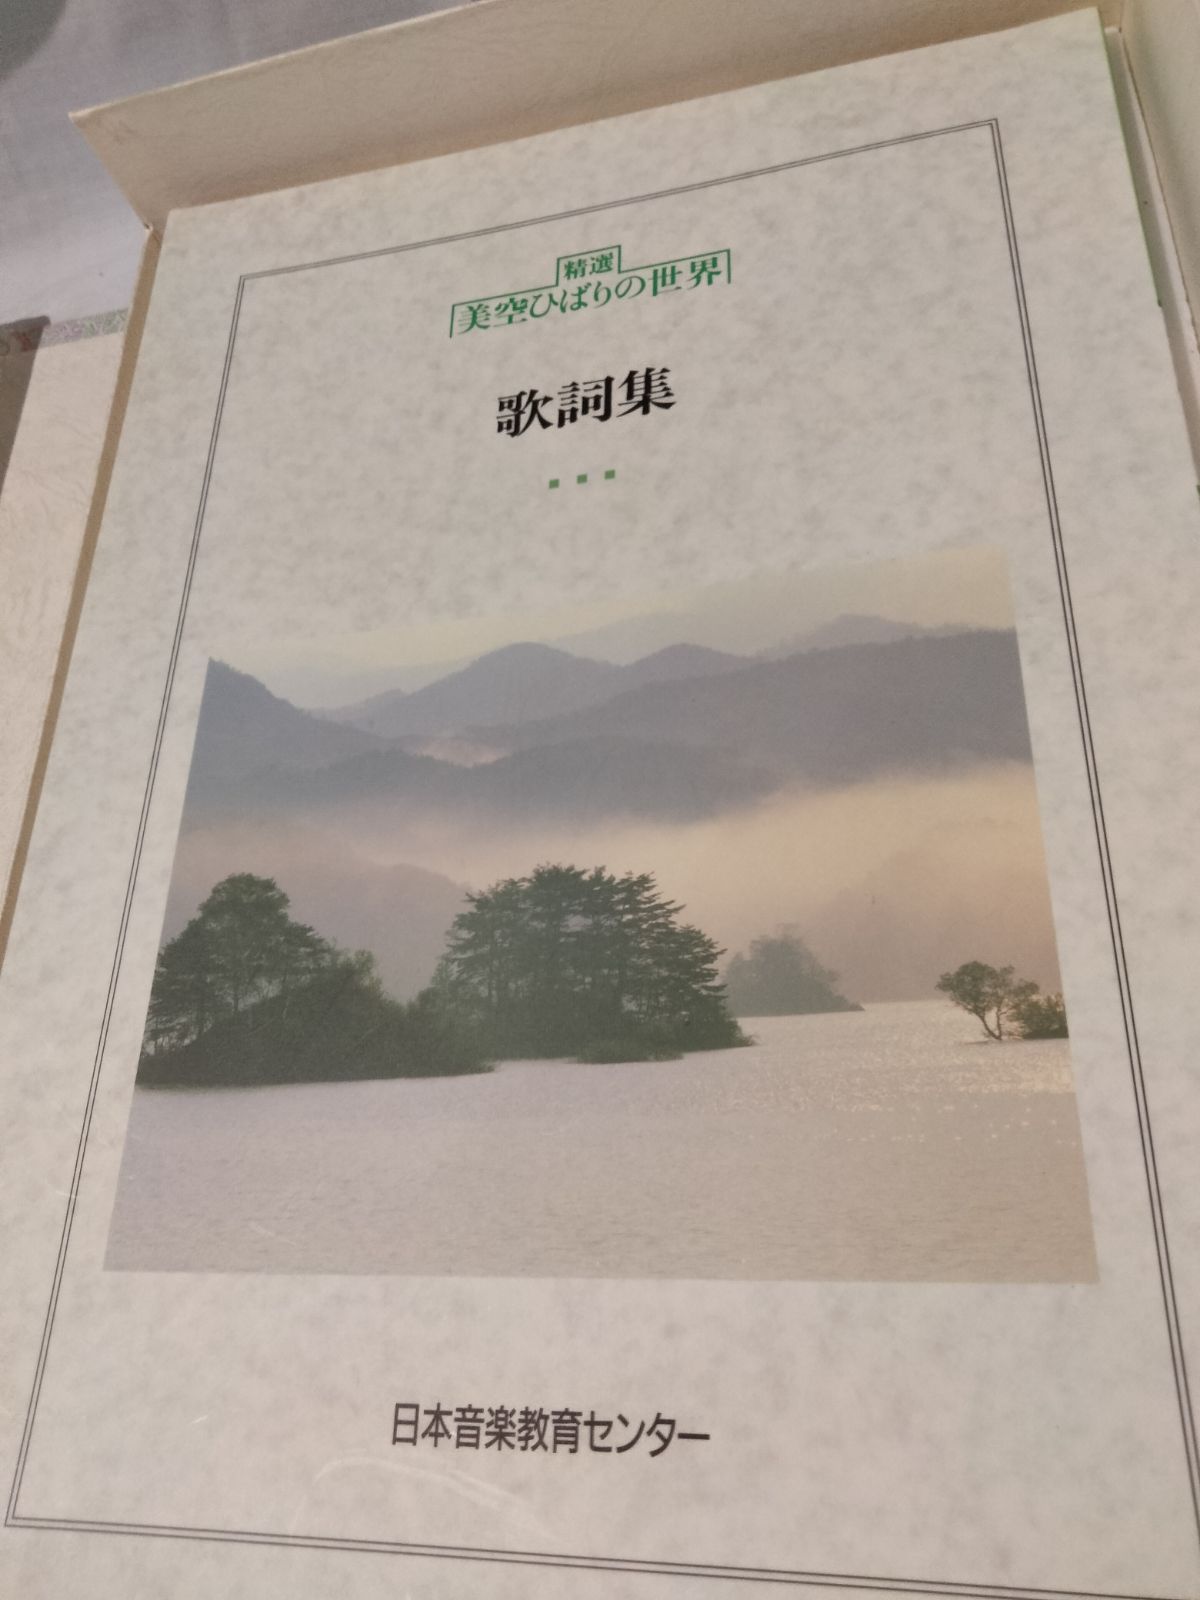 精選
美空ひばりの世界
歌詞集
日本音楽教育センター